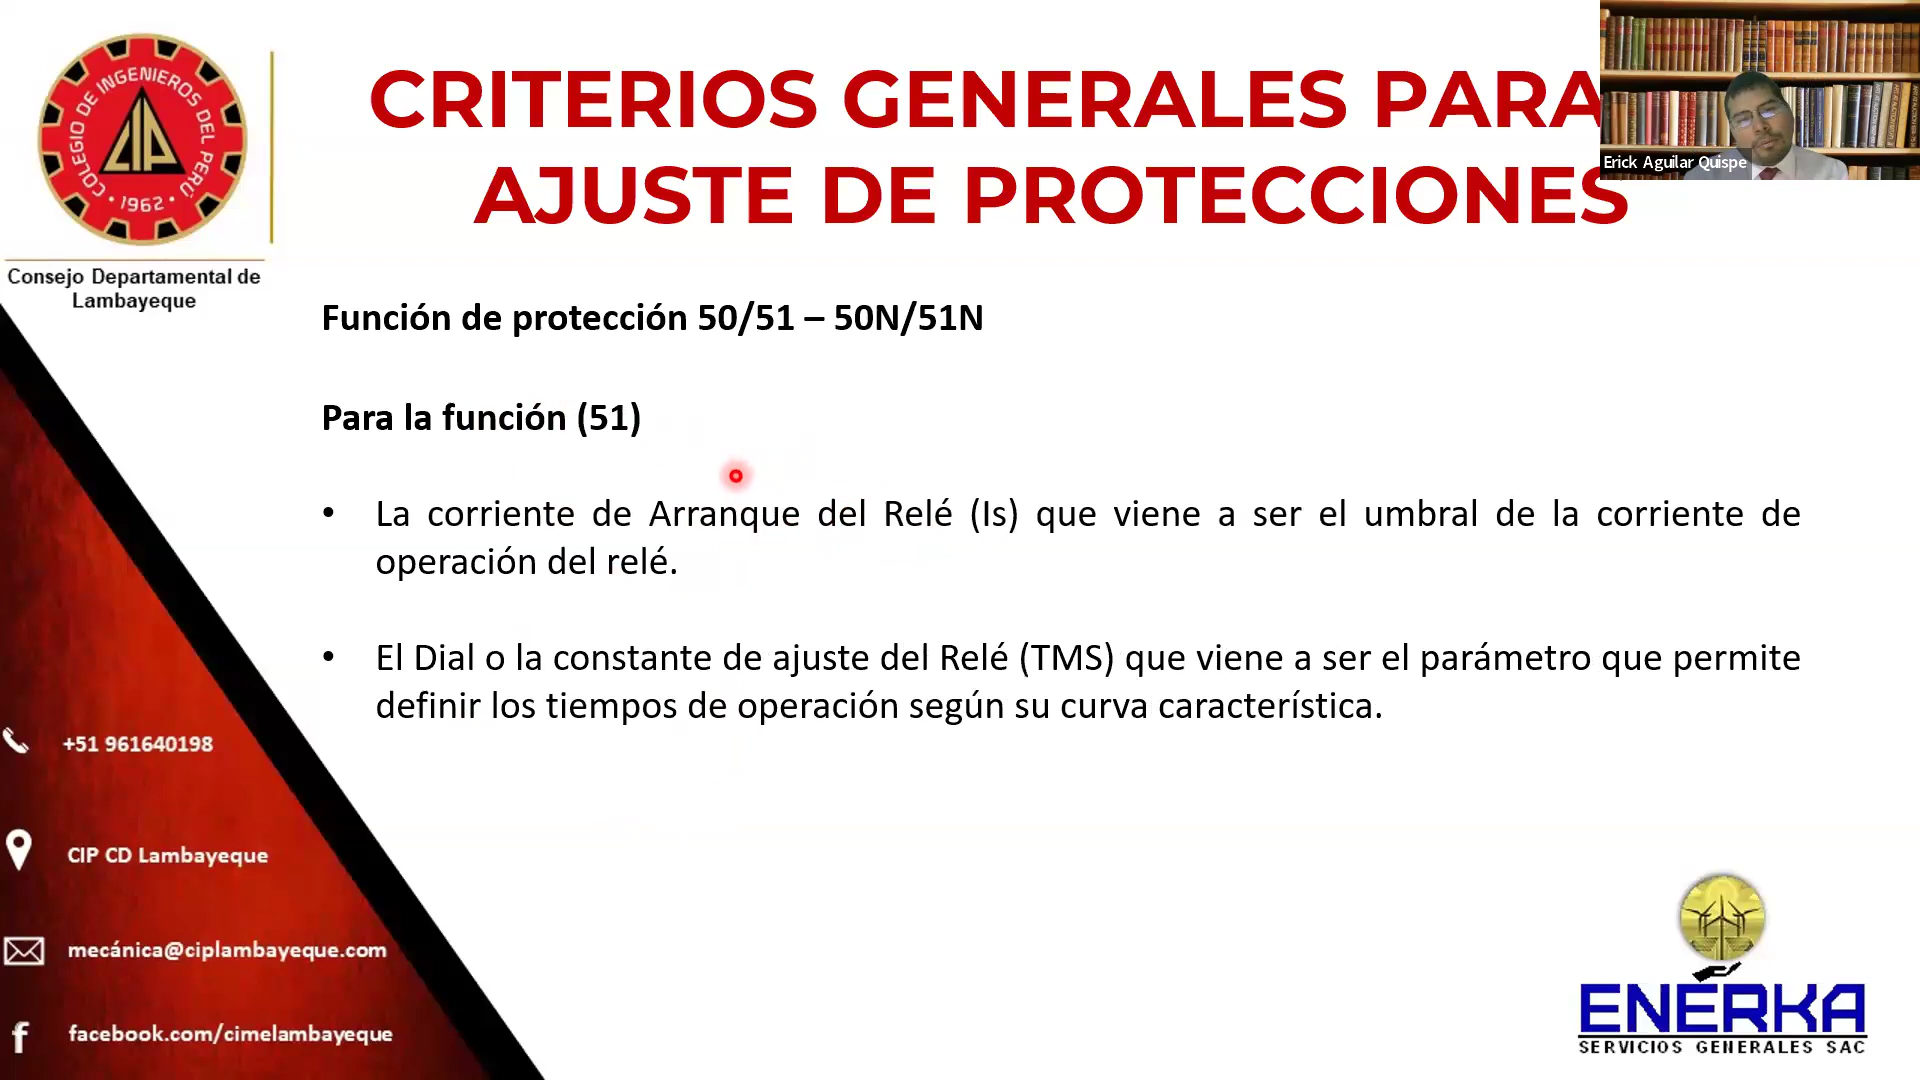 COLEGIO DE INGENIEROS DEL PERÚ
CIP
• 1962 •
Consejo Departamental de
Lambayeque
CRITERIOS GENERALES PARA
AJUSTE DE PROTECCIONES
Erick Aguilar Quispe
Función de protección 50/51 – 50N/51N
Para la función (51)
• La corriente de Arranque del Relé (Is) que viene a ser el umbral de la corriente de
operación del relé.
• El Dial o la constante de ajuste del Relé (TMS) que viene a ser el parámetro que permite
definir los tiempos de operación según su curva característica.
+51 961640198
CIP CD Lambayeque
mecánica@ciplambayeque.com
facebook.com/cimelambayeque
ENERKA
SERVICIOS GENERALES SAC